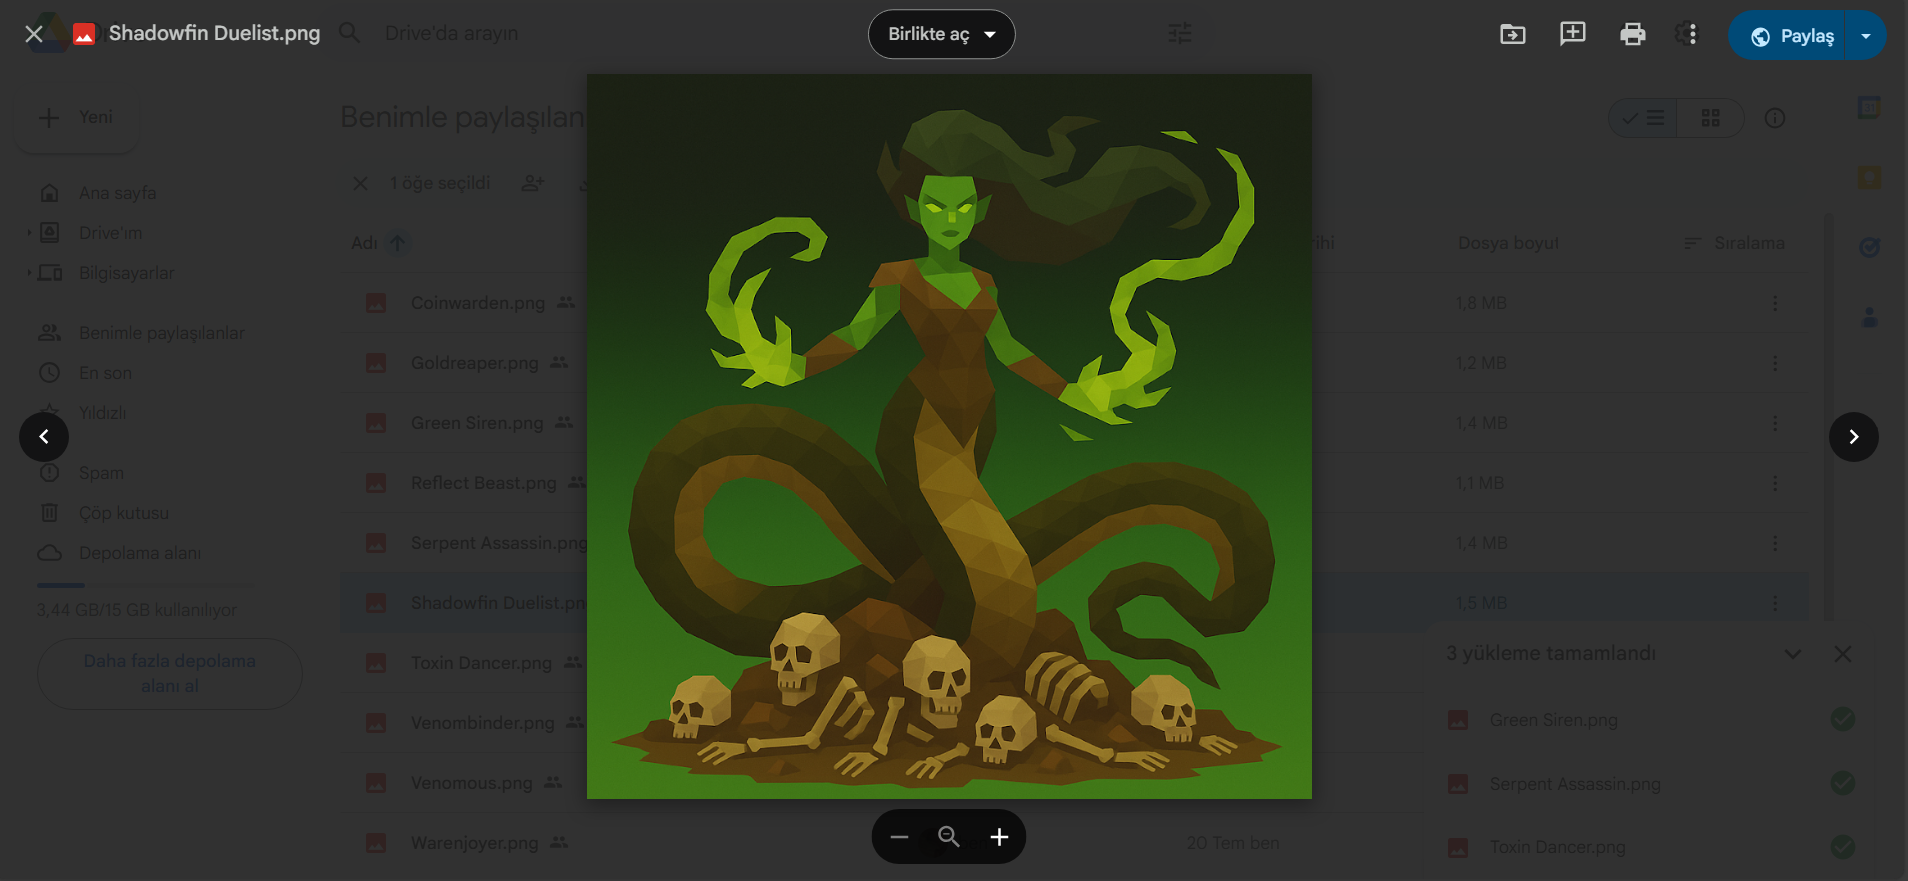 Shadowfin Duelist.png
Drive'da arayın
Birlikte aç
Paylaş
Yeni
Benimle paylaşılan
1 öğe seçildi
Ana sayfa
Drive'ım
Bilgisayarlar
Benimle paylaşılanlar
En son
Yıldızlı
Spam
Çöp kutusu
Depolama alanı
3,44 GB/15 GB kullanılıyor
Daha fazla depolama
alanı al
Adı
Dosya boyut
Sıralama
Coinwarden.png
1,8 MB
Goldreaper.png
1,2 MB
Green Siren.png
1,4 MB
Reflect Beast.png
1,1 MB
Serpent Assassin.png
1,4 MB
Shadowfin Duelist.pn
1,5 MB
Toxin Dancer.png
Venombinder.png
Venomous.png
Warenjoyer.png
20 Tem ben
3 yükleme tamamlandı
Green Siren.png
Serpent Assassin.png
Toxin Dancer.png